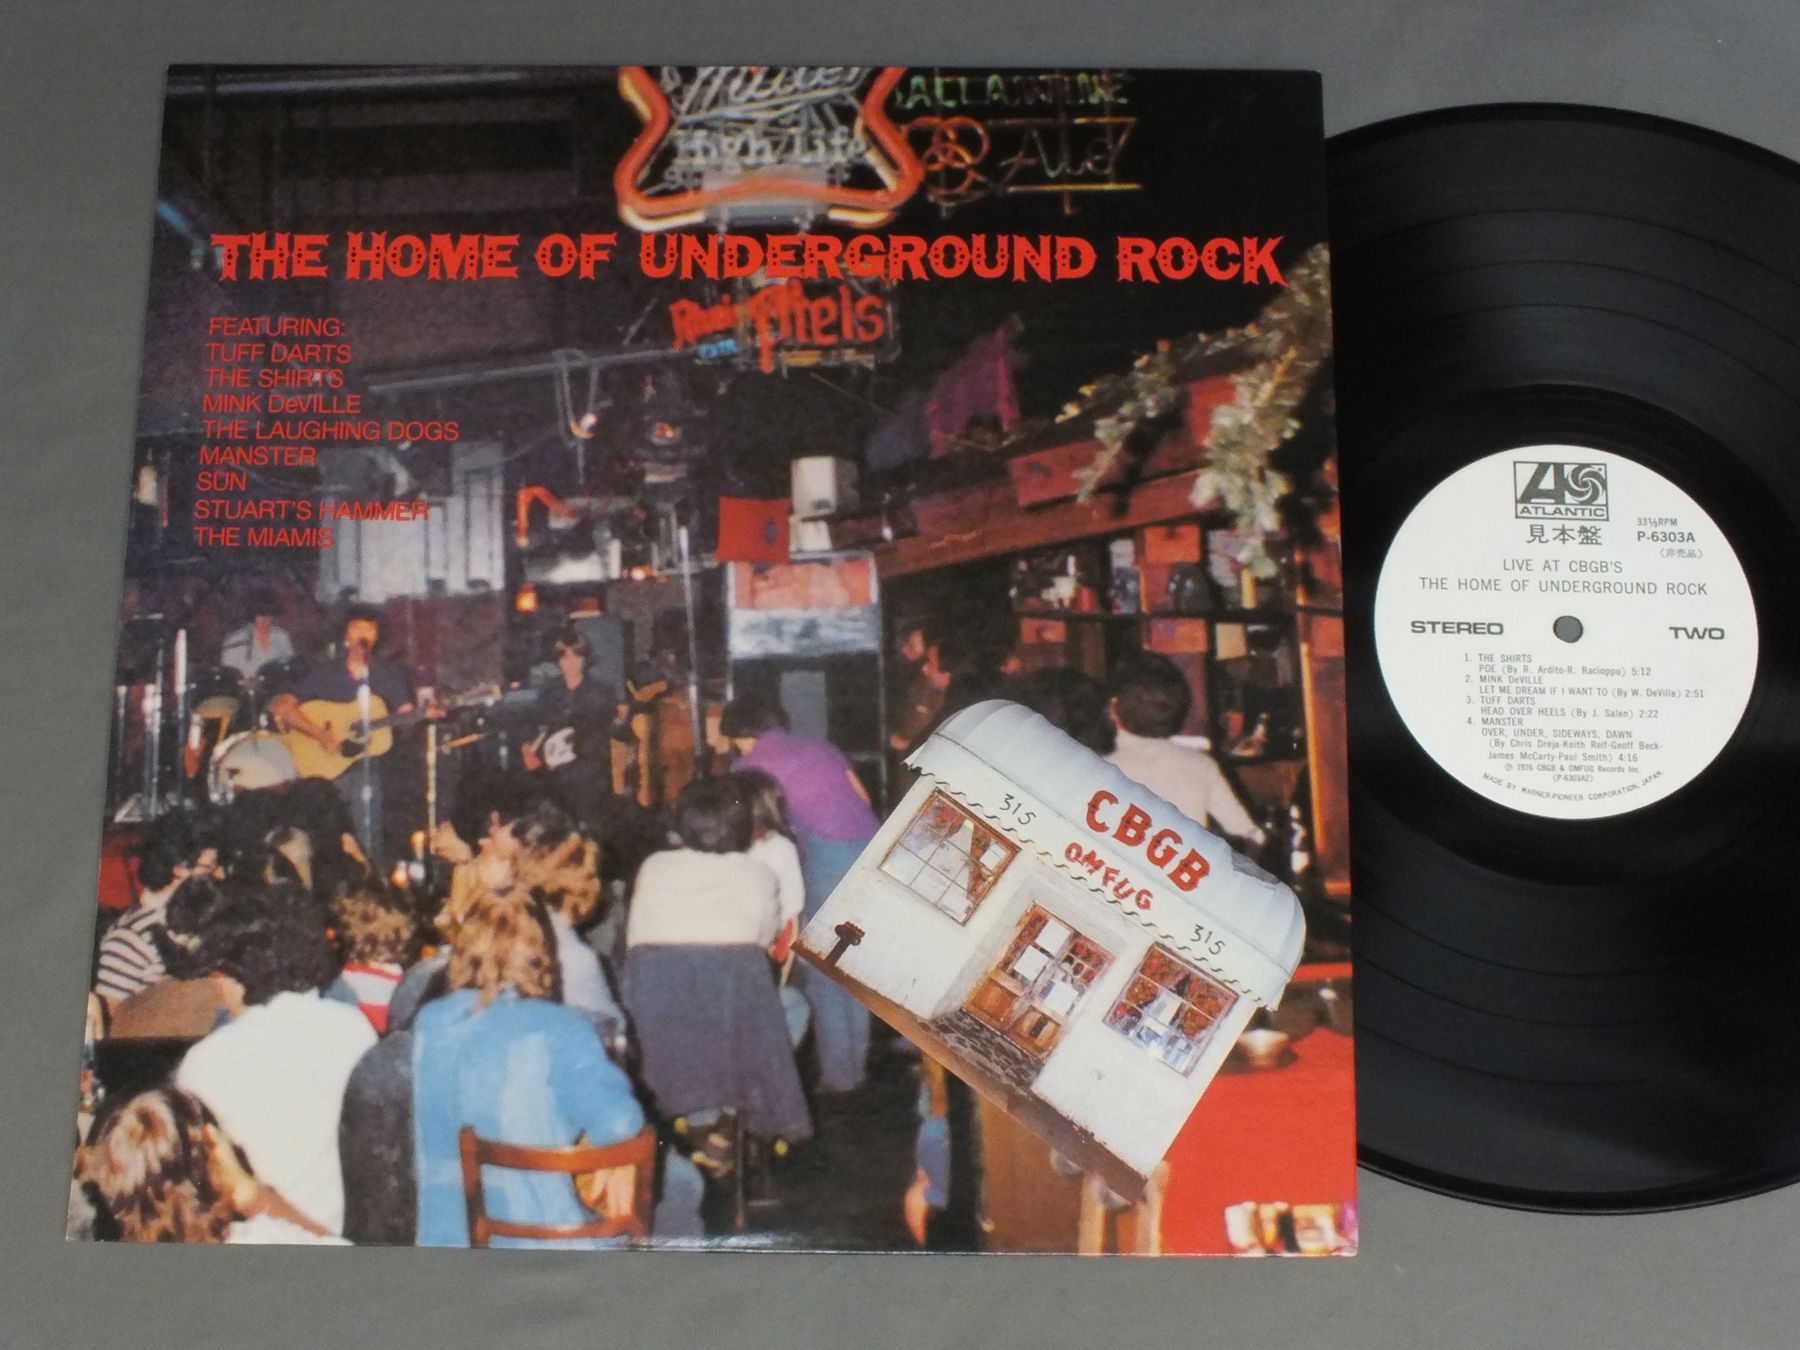 Miller
High Life
BALLANTINE
Ale
THE HOME OF UNDERGROUND ROCK
Piels
FEATURING:
TUFF DARTS
THE SHIRTS
MINK DeVILLE
THE LAUGHING DOGS
MANSTER
SUN
STUART'S HAMMER
THE MIAMIS
315
CBGB
OMFUG
315
ATLANTIC
見本盤
33⅓RPM
P-6303A
(非売品)
LIVE AT CBGB'S
THE HOME OF UNDERGROUND ROCK
STEREO
TWO
1. THE SHIRTS
POE (By R. Ardito-R. Racioppo) 5:12
2. MINK DeVILLE
LET ME DREAM IF I WANT TO (By W. DeVille) 2:51
3. TUFF DARTS
HEAD OVER HEELS (By J. Salen) 2:22
4. MANSTER
OVER, UNDER, SIDEWAYS, DAWN
(By Chris Dreja-Keith Relf-Geoff Beck-
James McCarty-Paul Smith) 4:16
Ⓟ 1976 CBGB & OMFUG Records Inc.
(P-6303A2)
MADE BY WARNER-PIONEER CORPORATION, JAPAN.